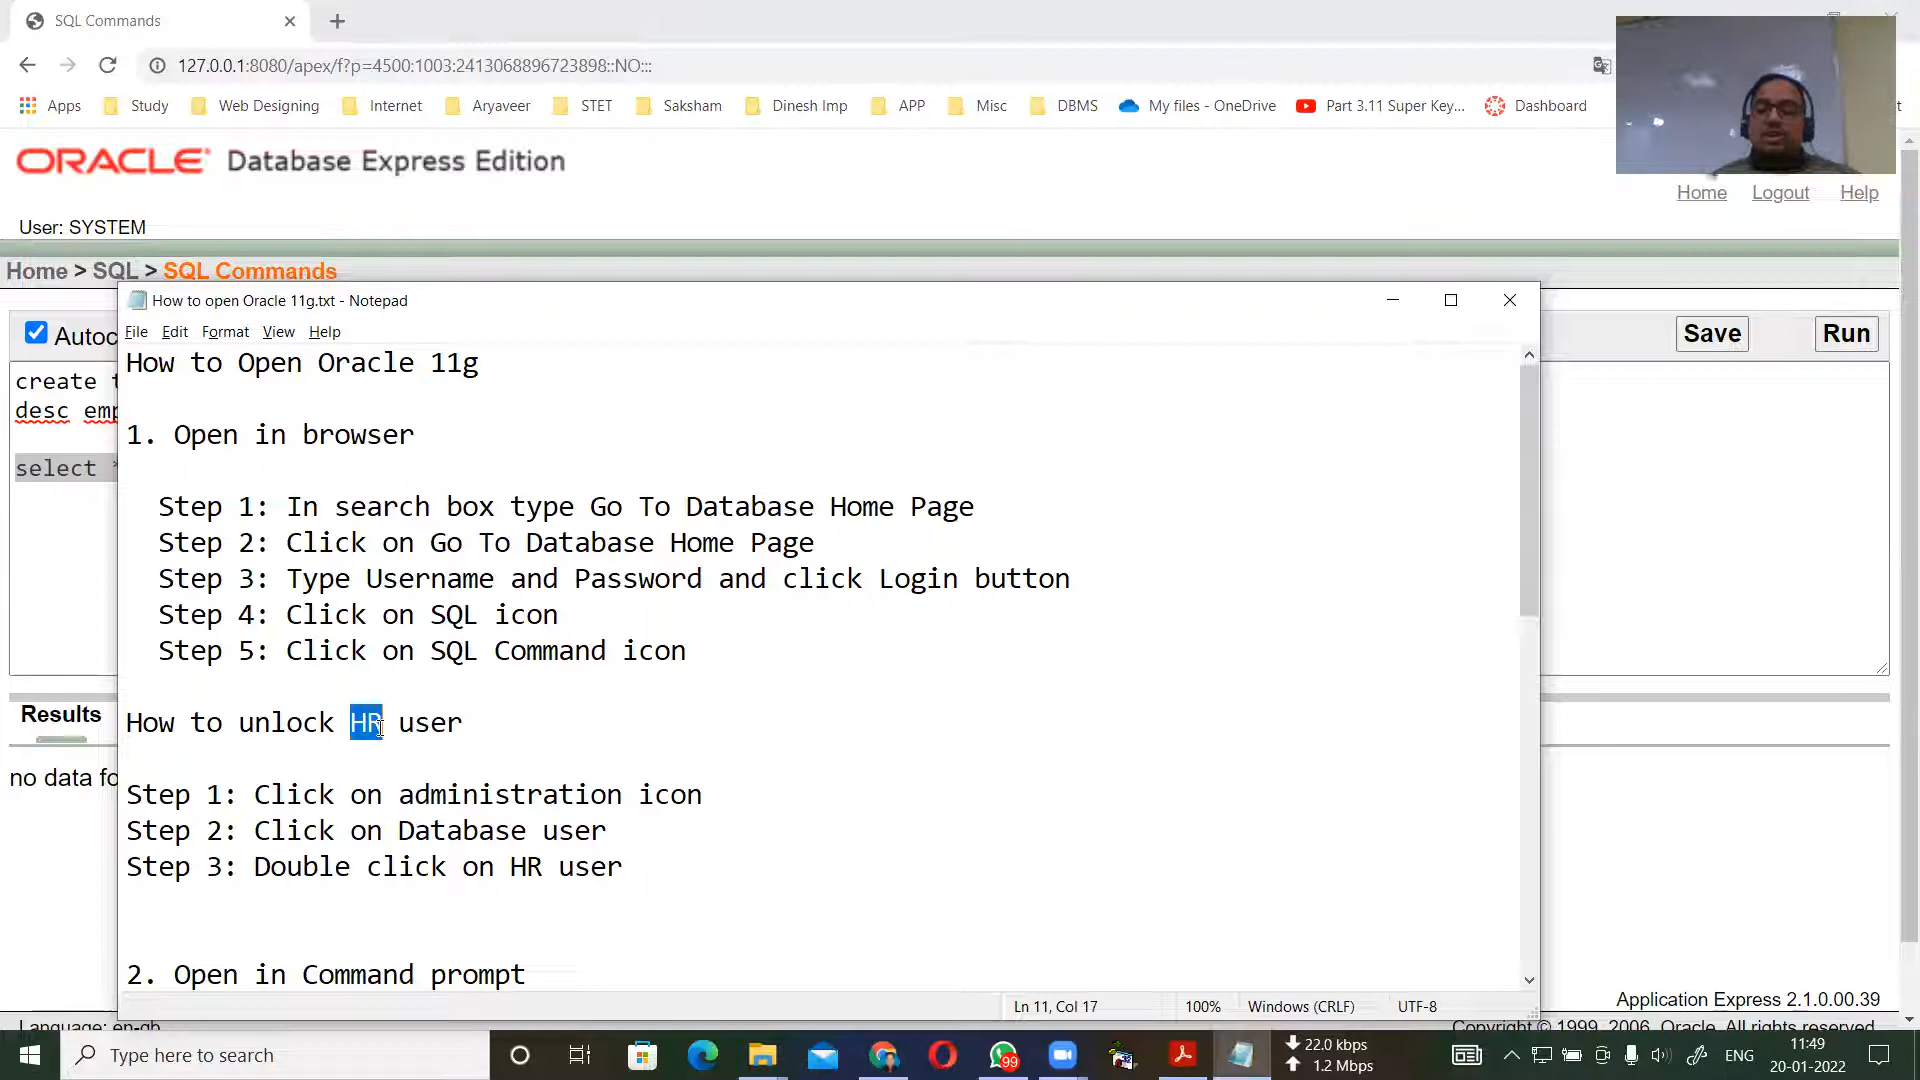 SQL Commands
127.0.0.1:8080/apex/f?p=4500:1003:2413068896723898::NO:::
Apps Study Web Designing Internet Aryaveer STET Saksham Dinesh Imp APP Misc DBMS My files - OneDrive Part 3.11 Super Key... Dashboard
ORACLE Database Express Edition
Home Logout Help
User: SYSTEM
Home > SQL > SQL Commands
How to open Oracle 11g.txt - Notepad
Save Run
File Edit Format View Help
How to Open Oracle 11g
create
desc emp
1. Open in browser
select *
Step 1: In search box type Go To Database Home Page
Step 2: Click on Go To Database Home Page
Step 3: Type Username and Password and click Login button
Step 4: Click on SQL icon
Step 5: Click on SQL Command icon
Results
How to unlock HR user
no data
Step 1: Click on administration icon
Step 2: Click on Database user
Step 3: Double click on HR user
2. Open in Command prompt
Application Express 2.1.0.00.39
Ln 11, Col 17 100% Windows (CRLF) UTF-8
Language: en-gb
Copyright © 1999, 2006, Oracle. All rights reserved.
Type here to search
99
22.0 kbps
1.2 Mbps
ENG
11:49
20-01-2022